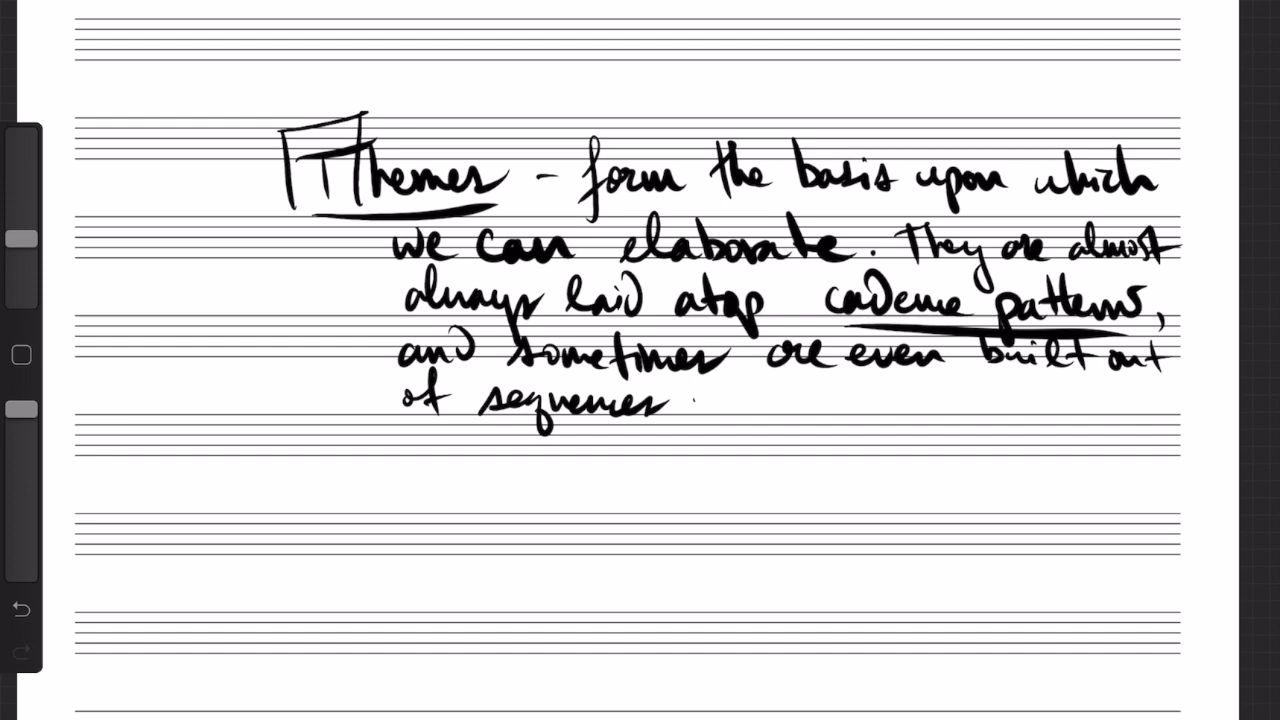 Themes - form the basis upon which
we can elaborate. They are almost
always laid atop cadence patterns,
and sometimes are even built out
of sequences.